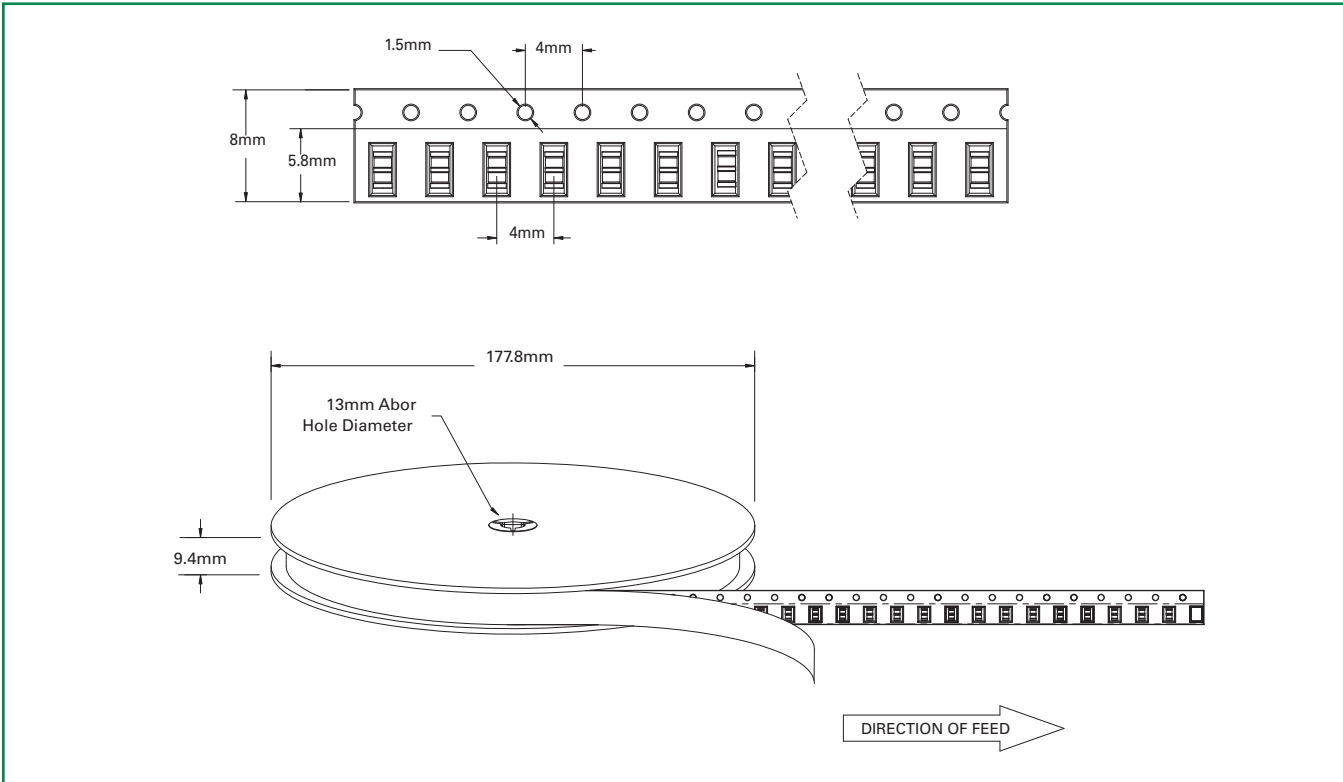 1.5mm
4mm
8mm
5.8mm
4mm
177.8mm
13mm Abor
Hole Diameter
9.4mm
DIRECTION OF FEED